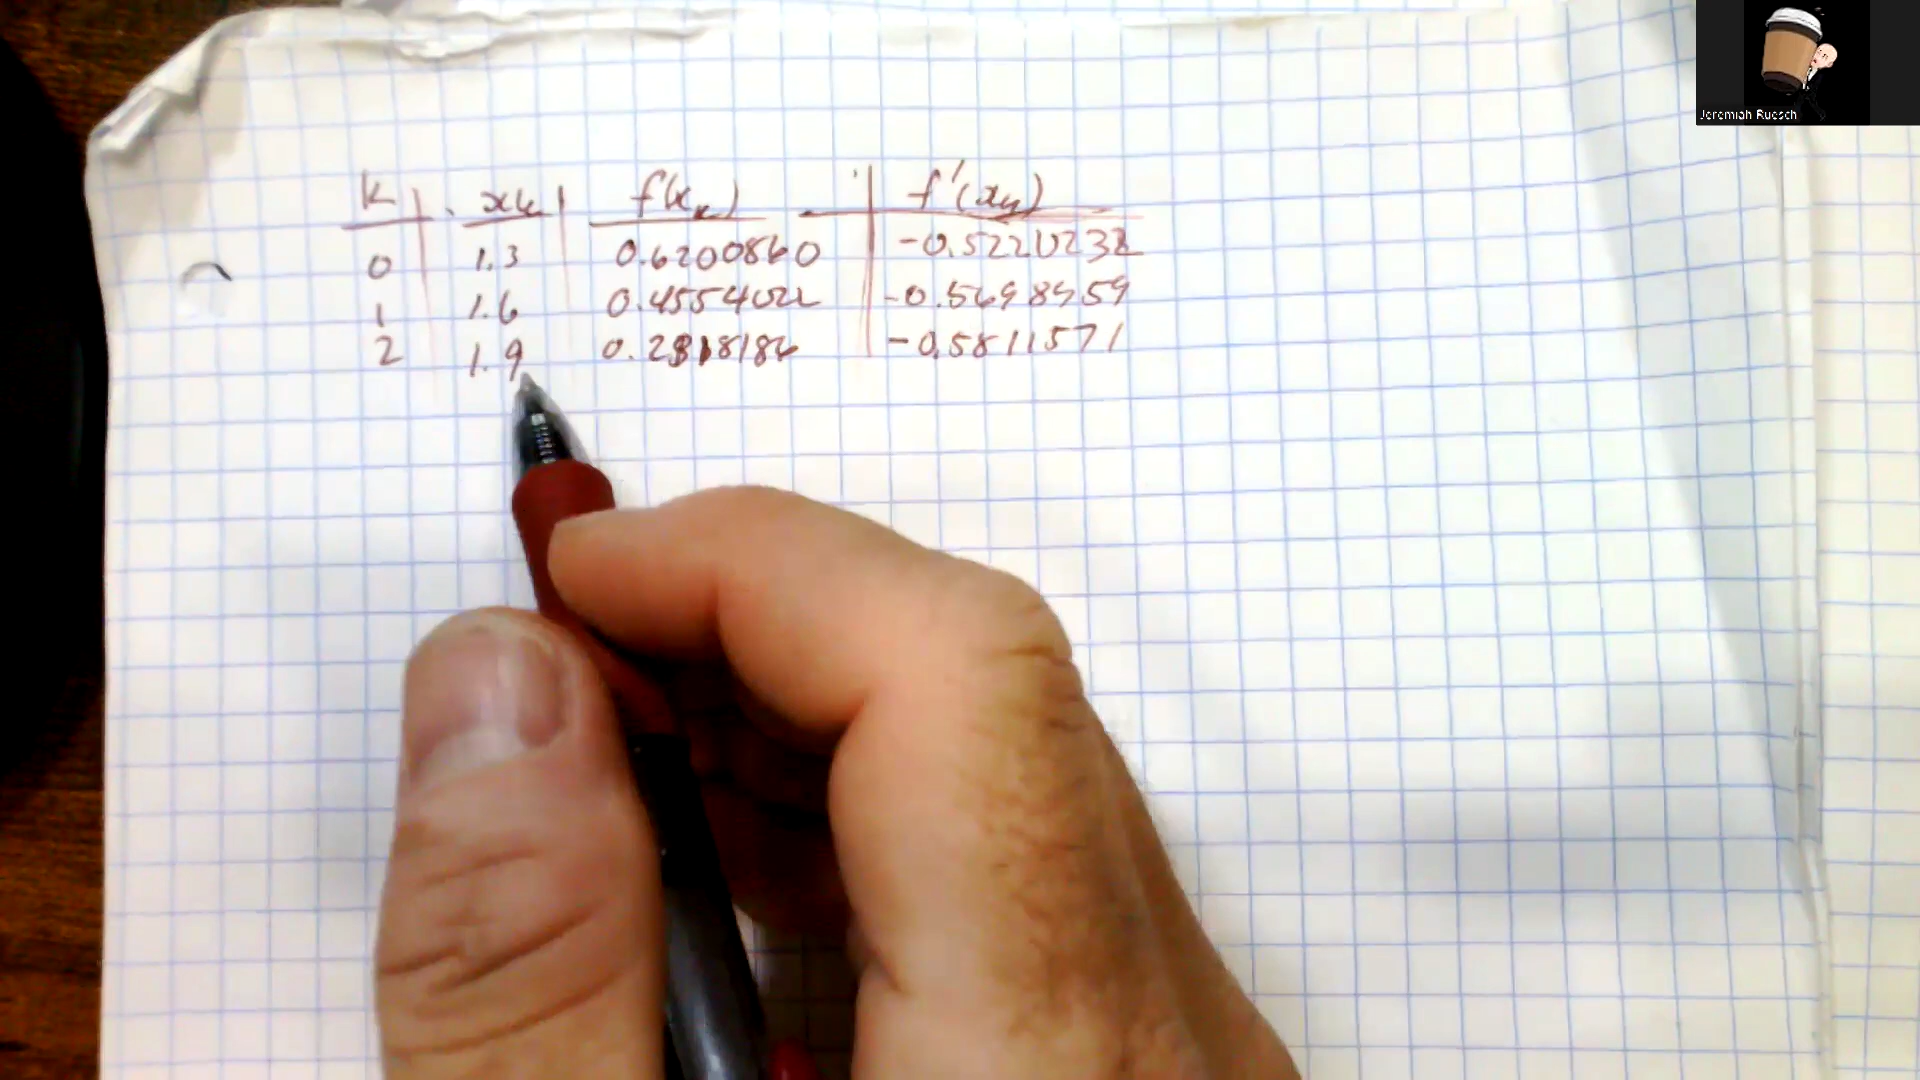 Jeremiah Ruesch
k xk f(xk) f'(xk)
0 1.3 0.6200860 -0.5220232
1 1.6 0.4554022 -0.5698959
2 1.9 0.2818186 -0.5811571